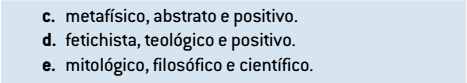 c. metafísico, abstrato e positivo.
d. fetichista, teológico e positivo.
e. mitológico, filosófico e científico.